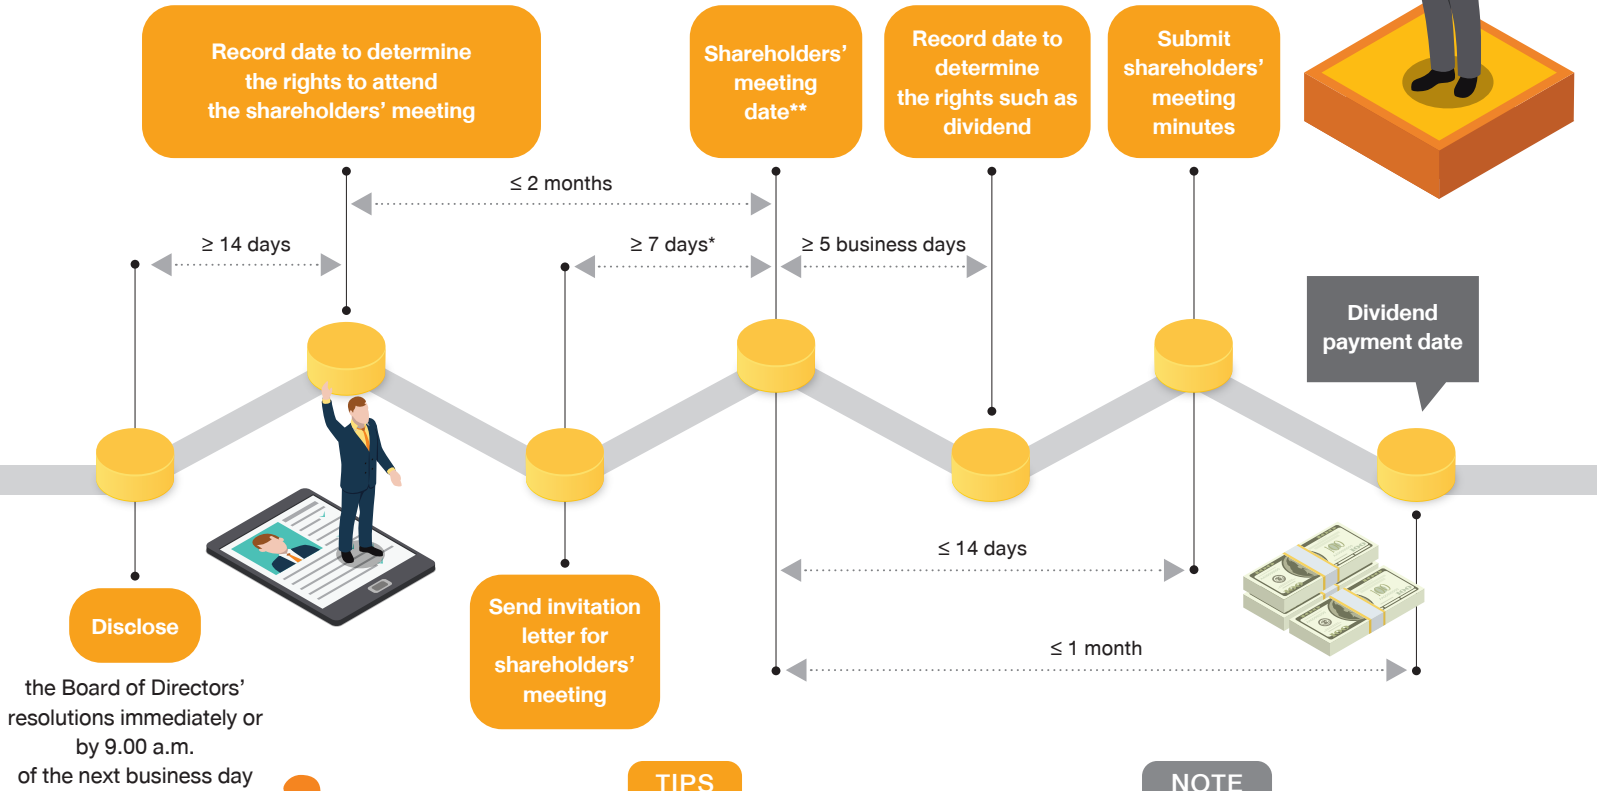 Record date to determine
the rights to attend
the shareholders’ meeting
Shareholders’
meeting
date**
Record date to
determine
the rights such as
dividend
Submit
shareholders’
meeting
minutes
≤ 2 months
≥ 14 days
≥ 7 days*
≥ 5 business days
Dividend
payment date
≤ 14 days
≤ 1 month
Disclose
the Board of Directors’
resolutions immediately or
by 9.00 a.m.
of the next business day
Send invitation
letter for
shareholders’
meeting
TIPS
NOTE